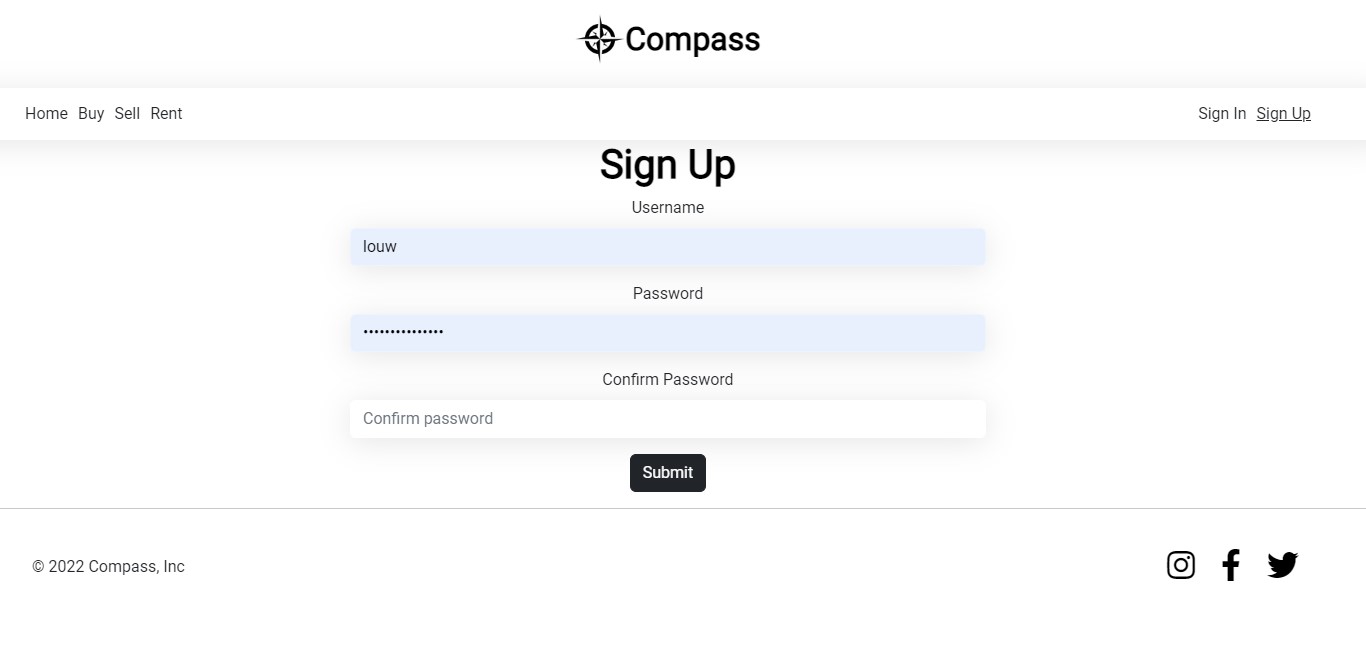 Compass
Home Buy Sell Rent Sign In Sign Up
Sign Up
Username
louw
Password
•••••••••••••••
Confirm Password
Confirm password
Submit
© 2022 Compass, Inc